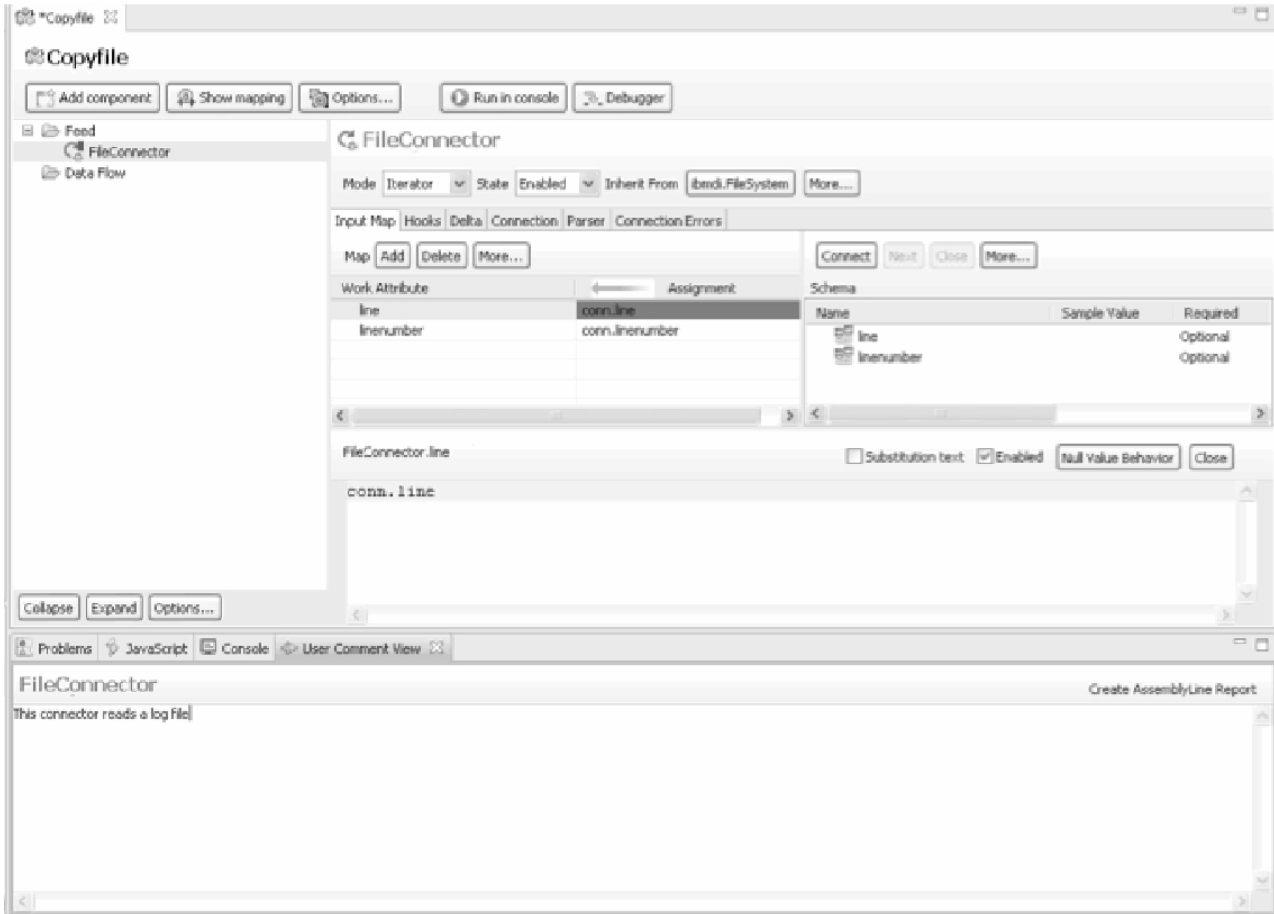 *Copyfile
Copyfile
Add component Show mapping Options... Run in console Debugger
Feed
FileConnector
Data Flow
FileConnector
Mode Iterator State Enabled Inherit From ibmdi.FileSystem More...
Input Map Hooks Delta Connection Parser Connection Errors
Map Add Delete More...
Connect Next Close More...
Work Attribute Assignment
line conn.line
linenumber conn.linenumber
Schema
Name Sample Value Required
line Optional
linenumber Optional
FileConnector.line Substitution text Enabled Null Value Behavior Close
conn.line
Collapse Expand Options...
Problems JavaScript Console User Comment View
FileConnector
Create AssemblyLine Report
This connector reads a log file